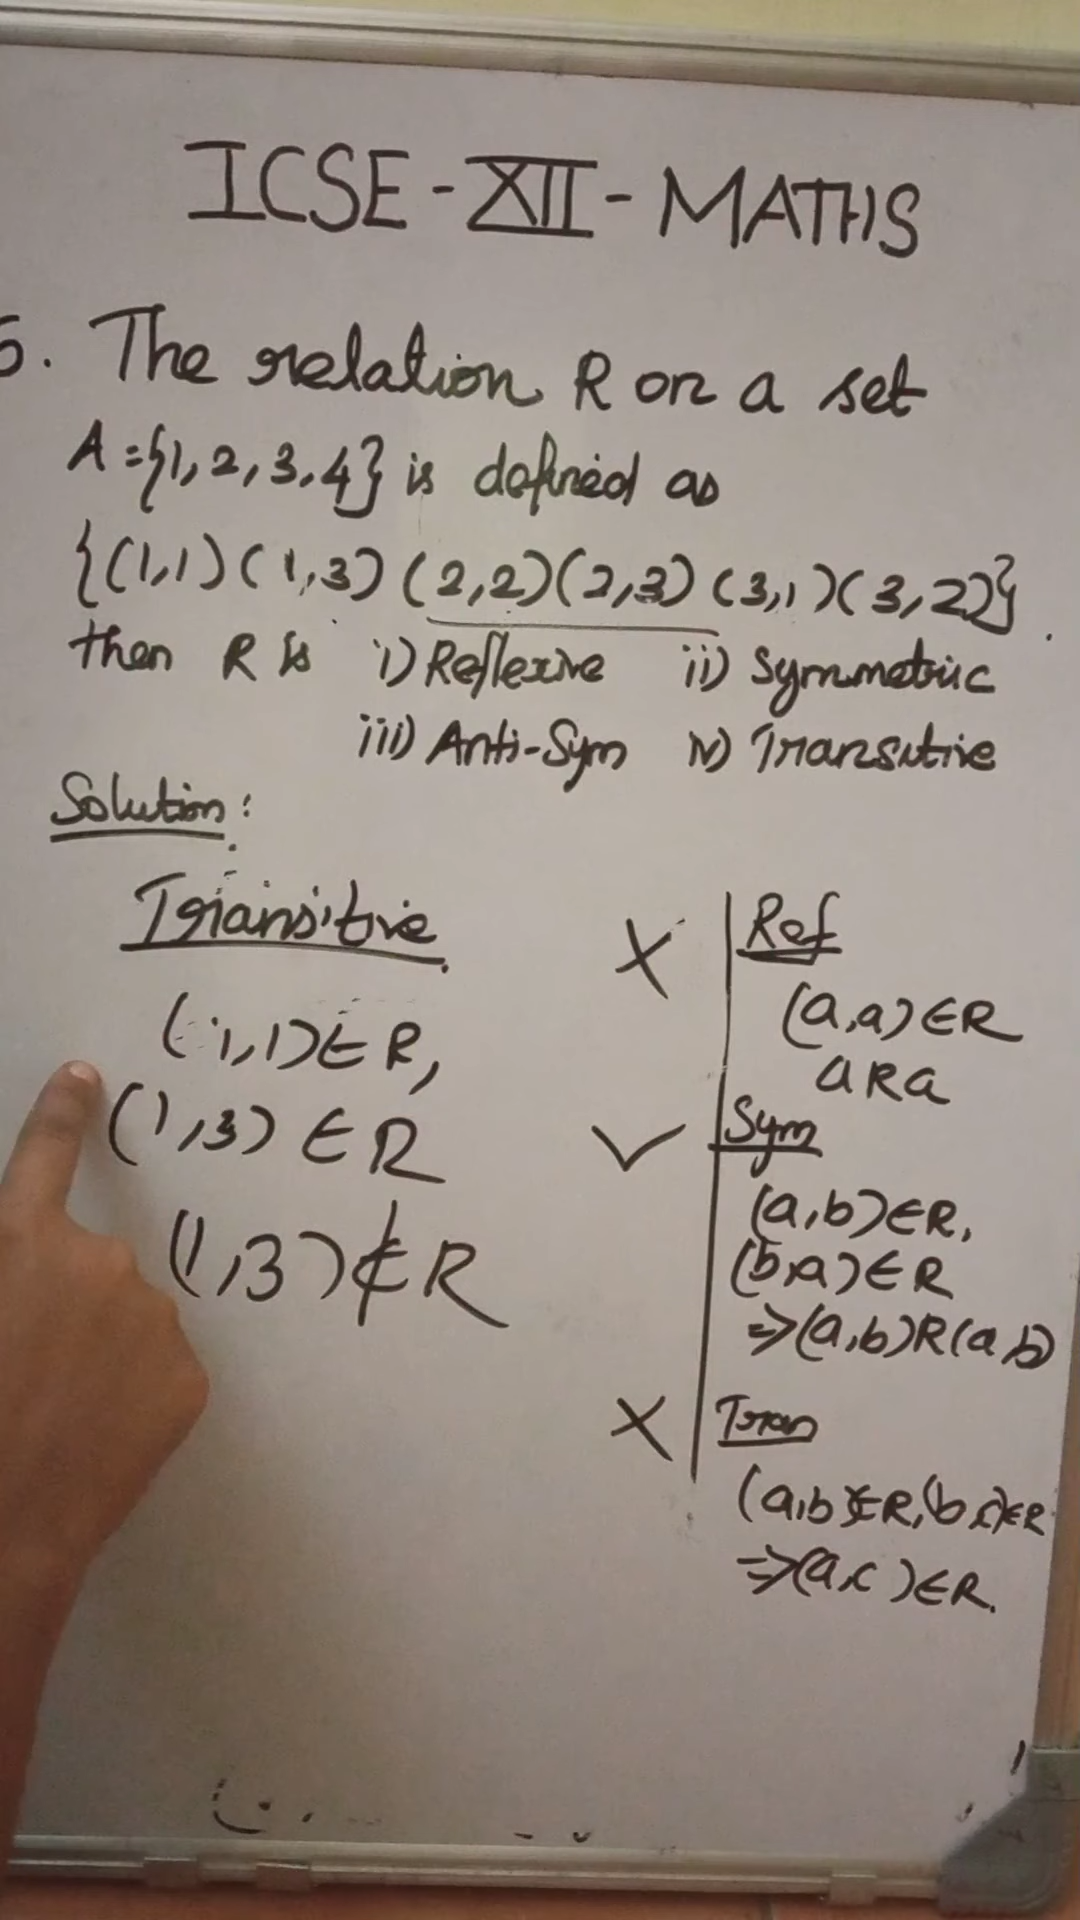 ICSE-XII-MATHS
5. The relation R on a set
A={1,2,3,4} is defined as
{(1,1)(1,3)(2,2)(2,3)(3,1)(3,2)}.
then R is i) Reflexive ii) Symmetric
iii) Anti-Sym iv) Transitive
Solution:
Transitive
(1,1)∈R,
(1,3)∈R
(1,3)∉R
X
Ref
(a,a)∈R
aRa
✓
Sym
(a,b)∈R,
(b,a)∈R
⇒(a,b)R(a,b)
X
Tran
(a,b)∈R,(b,c)∈R
⇒(a,c)∈R.